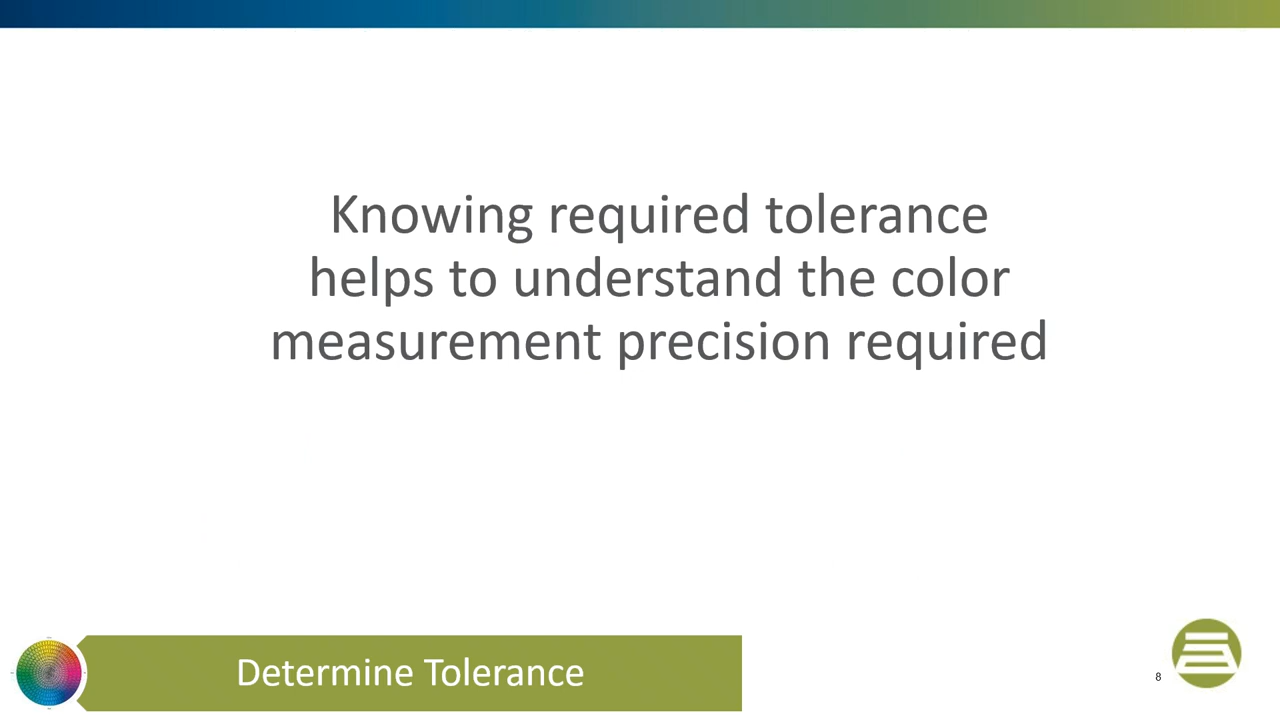 Knowing required tolerance
helps to understand the color
measurement precision required
Determine Tolerance
8